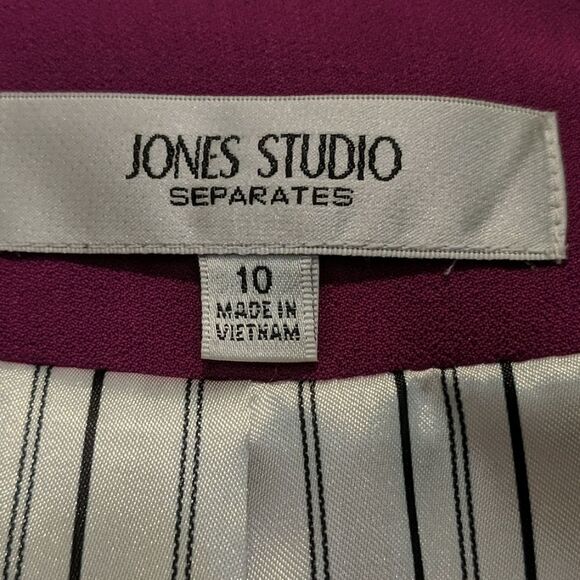 JONES STUDIO
SEPARATES
10
MADE IN
VIETNAM